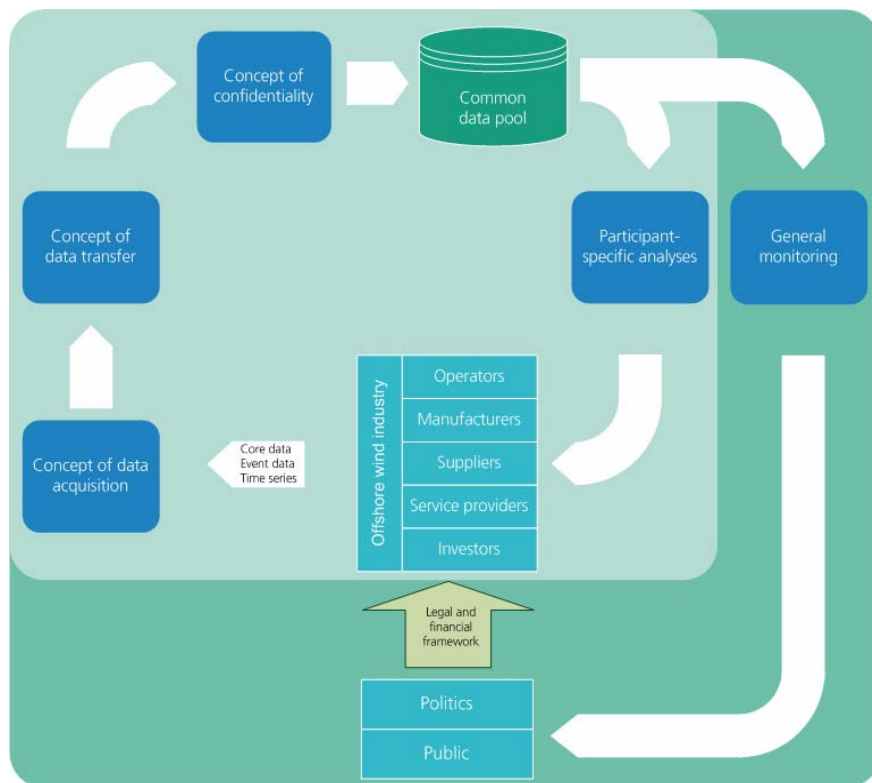 Concept of
confidentiality
Common
data pool
Concept of
data transfer
Participant-
specific analyses
General
monitoring
Concept of data
acquisition
Core data
Event data
Time series
Offshore wind industry
Operators
Manufacturers
Suppliers
Service providers
Investors
Legal and
financial
framework
Politics
Public